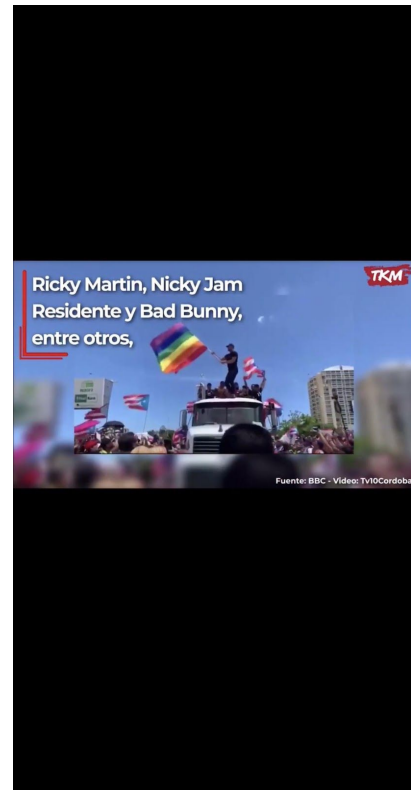 Ricky Martin, Nicky Jam
Residente y Bad Bunny,
entre otros,
TKM
Fuente: BBC - Video: Tv10Cordoba